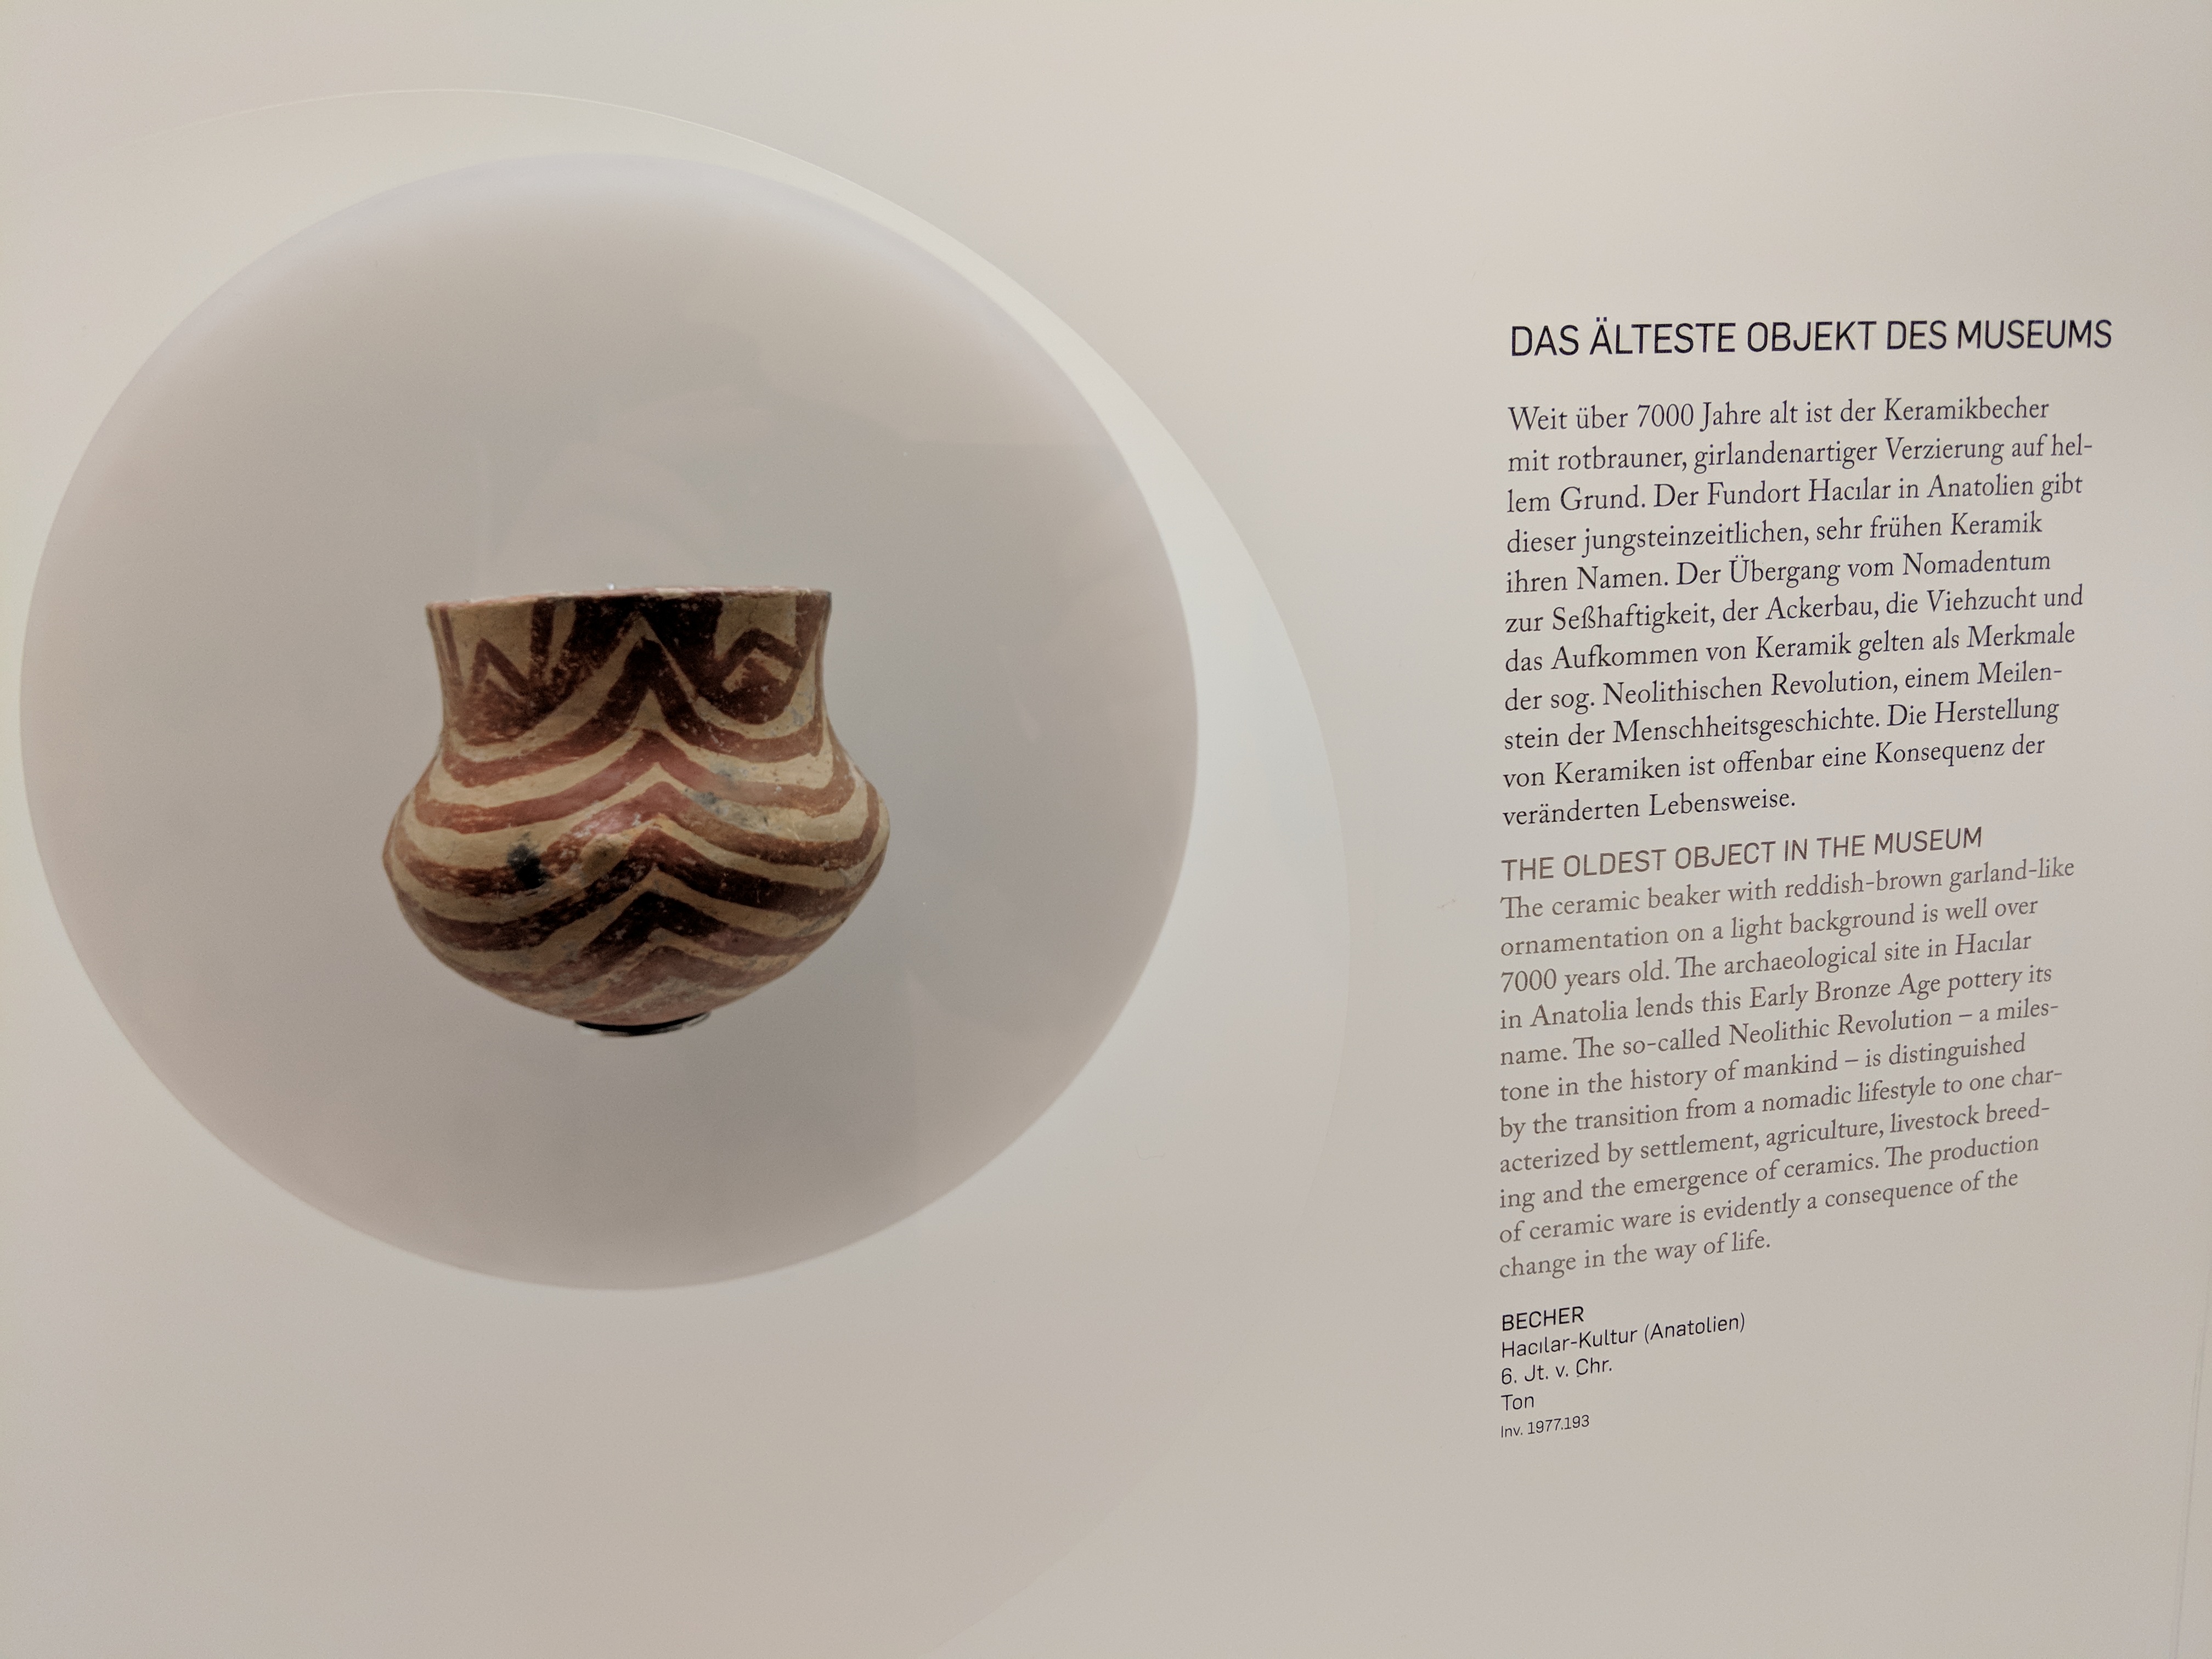 DAS ÄLTESTE OBJEKT DES MUSEUMS
Weit über 7000 Jahre alt ist der Keramikbecher
mit rotbrauner, girlandenartiger Verzierung auf hel-
lem Grund. Der Fundort Hacılar in Anatolien gibt
dieser jungsteinzeitlichen, sehr frühen Keramik
ihren Namen. Der Übergang vom Nomadentum
zur Seßhaftigkeit, der Ackerbau, die Viehzucht und
das Aufkommen von Keramik gelten als Merkmale
der sog. Neolithischen Revolution, einem Meilen-
stein der Menschheitsgeschichte. Die Herstellung
von Keramiken ist offenbar eine Konsequenz der
veränderten Lebensweise.
THE OLDEST OBJECT IN THE MUSEUM
The ceramic beaker with reddish-brown garland-like
ornamentation on a light background is well over
7000 years old. The archaeological site in Hacılar
in Anatolia lends this Early Bronze Age pottery its
name. The so-called Neolithic Revolution – a miles-
tone in the history of mankind – is distinguished
by the transition from a nomadic lifestyle to one char-
acterized by settlement, agriculture, livestock breed-
ing and the emergence of ceramics. The production
of ceramic ware is evidently a consequence of the
change in the way of life.
BECHER
Hacılar-Kultur (Anatolien)
6. Jt. v. Chr.
Ton
Inv. 1977.193